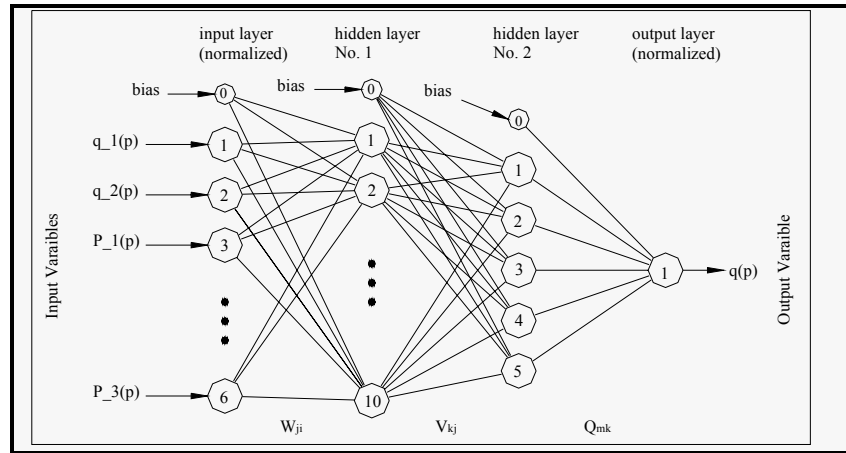 input layer
(normalized)
hidden layer
No. 1
hidden layer
No. 2
output layer
(normalized)
bias
0
bias
0
bias
0
q_1(p)
1
1
1
q_2(p)
2
2
2
P_1(p)
3
3
1
q(p)
4
P_3(p)
6
10
5
Input Varaibles
Output Varaible
Wji
Vkj
Qmk